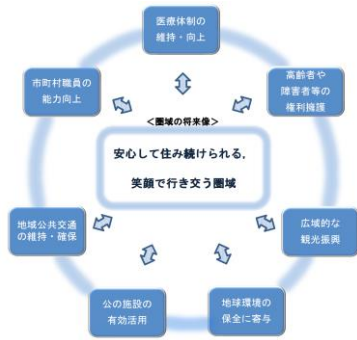 医療体制の
維持・向上
高齢者や
障害者等の
権利擁護
市町村職員の
能力向上
＜圏域の将来像＞
安心して住み続けられる，
笑顔で行き交う圏域
地域公共交通
の維持・確保
広域的な
観光振興
公の施設の
有効活用
地球環境の
保全に寄与